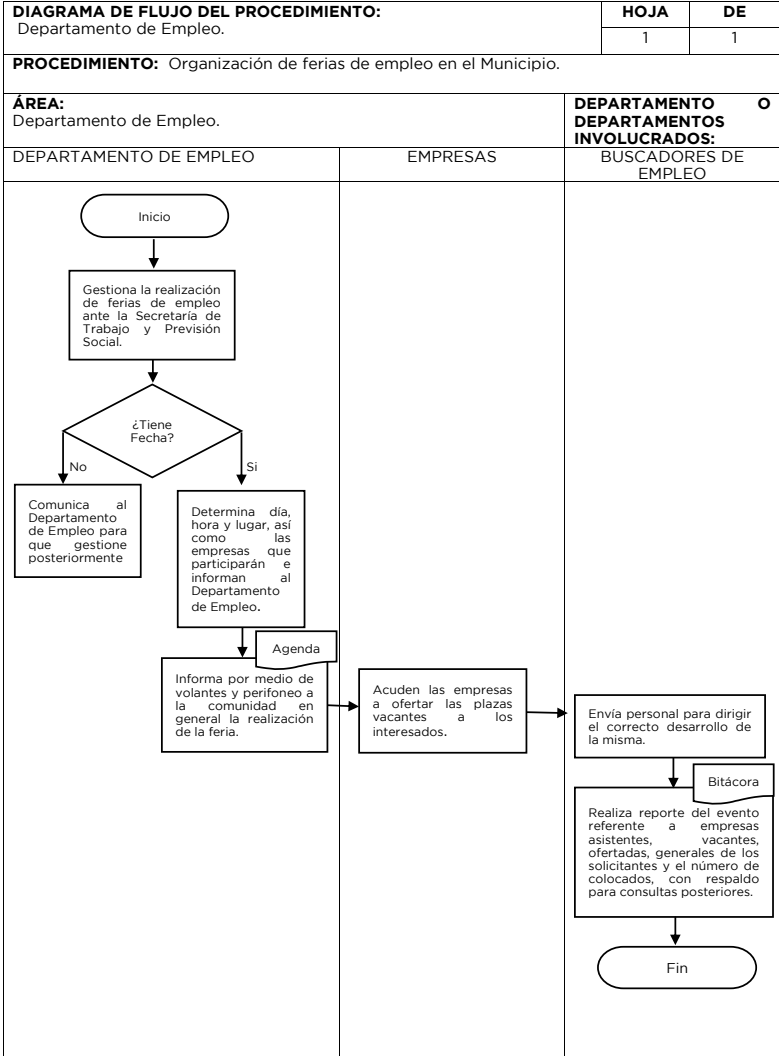 DIAGRAMA DE FLUJO DEL PROCEDIMIENTO:
Departamento de Empleo.
HOJA
DE
1
1
PROCEDIMIENTO: Organización de ferias de empleo en el Municipio.
ÁREA:
Departamento de Empleo.
DEPARTAMENTO O
DEPARTAMENTOS
INVOLUCRADOS:
DEPARTAMENTO DE EMPLEO
EMPRESAS
BUSCADORES DE
EMPLEO
Inicio
Gestiona la realización
de ferias de empleo
ante la Secretaría de
Trabajo y Previsión
Social.
¿Tiene
Fecha?
No
Si
Comunica al
Departamento
de Empleo para
que gestione
posteriormente
Determina día,
hora y lugar, así
como las
empresas que
participarán e
informan al
Departamento
de Empleo.
Agenda
Informa por medio de
volantes y perifoneo a
la comunidad en
general la realización
de la feria.
Acuden las empresas
a ofertar las plazas
vacantes a los
interesados.
Envía personal para dirigir
el correcto desarrollo de
la misma.
Bitácora
Realiza reporte del evento
referente a empresas
asistentes, vacantes,
ofertadas, generales de los
solicitantes y el número de
colocados, con respaldo
para consultas posteriores.
Fin